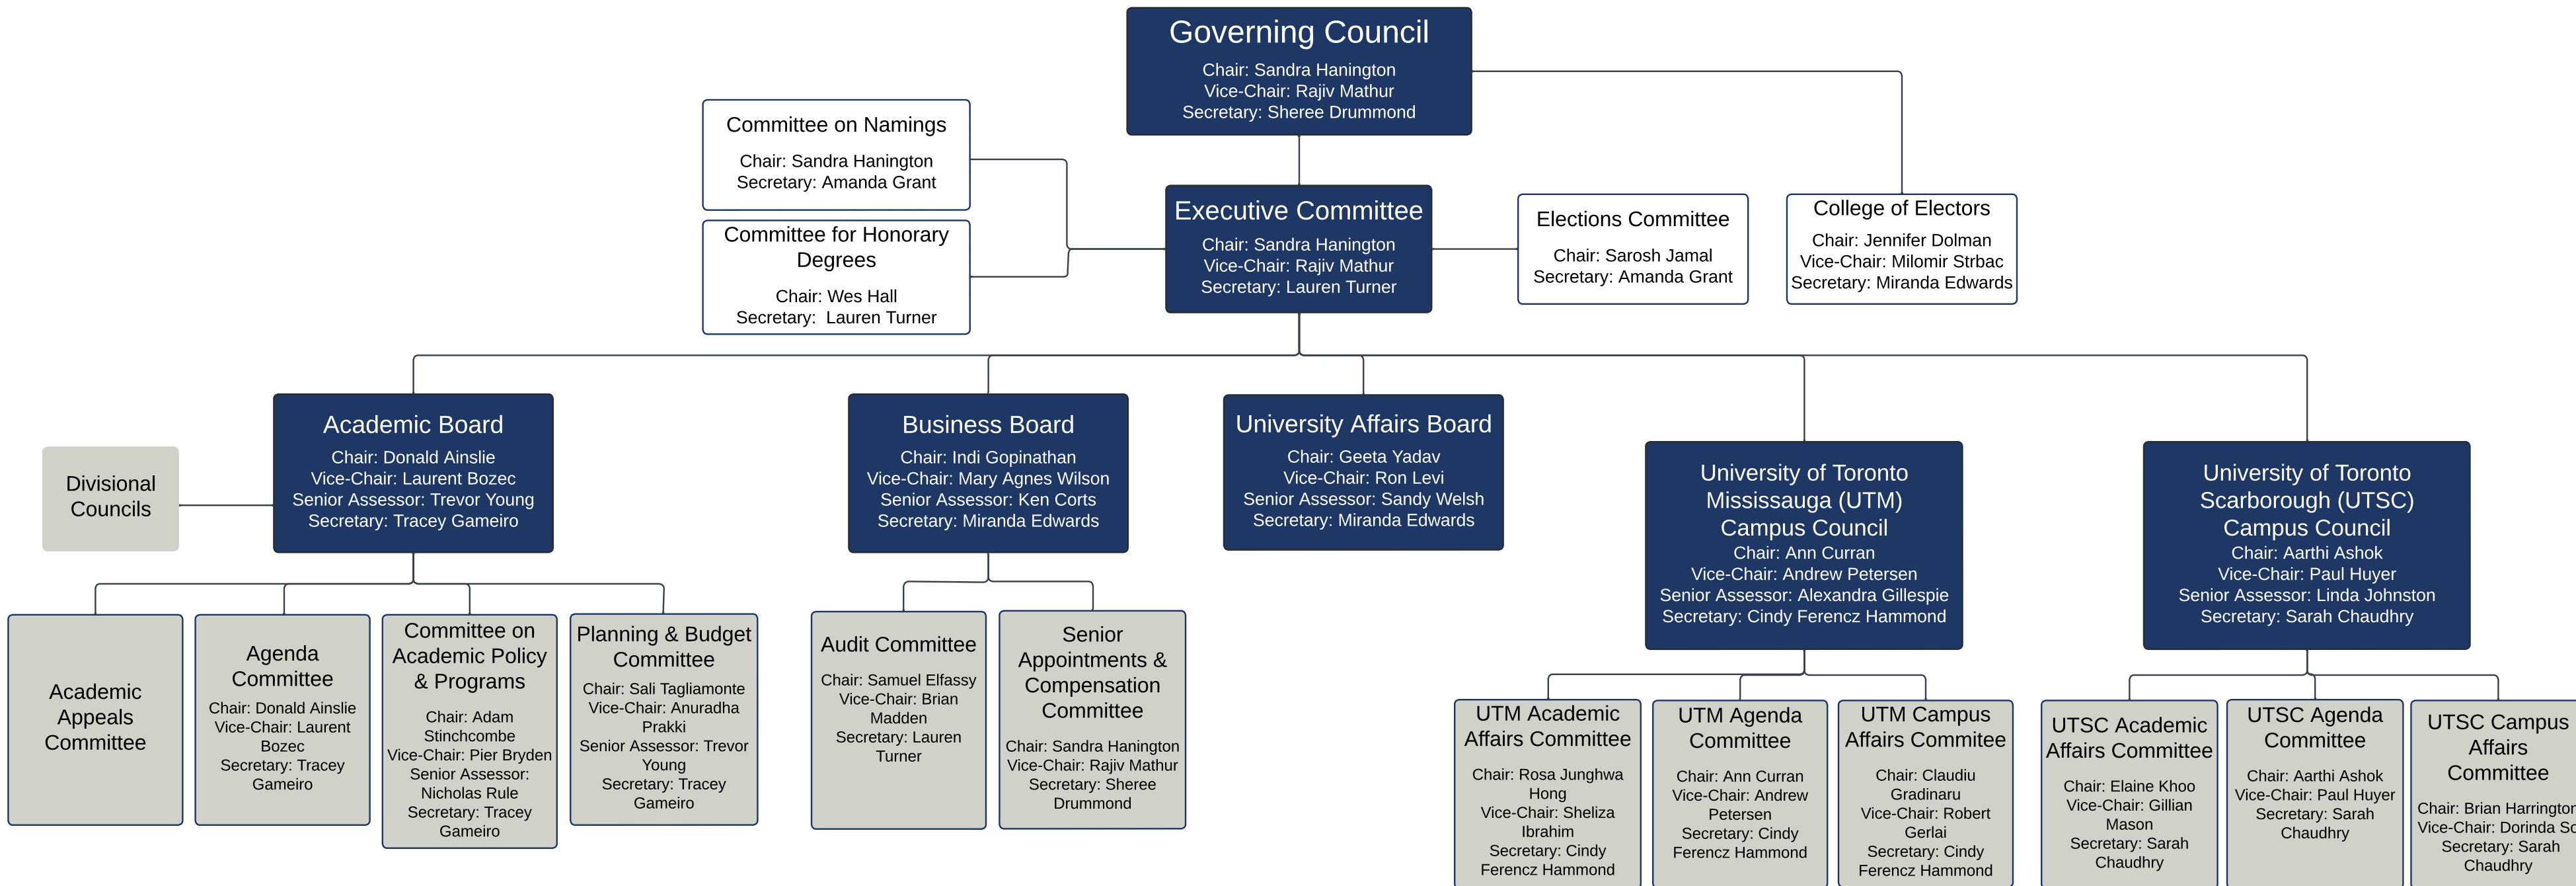 Governing Council
Chair: Sandra Hanington
Vice-Chair: Rajiv Mathur
Secretary: Sheree Drummond
Committee on Namings
Chair: Sandra Hanington
Secretary: Amanda Grant
Committee for Honorary
Degrees
Chair: Wes Hall
Secretary:  Lauren Turner
Executive Committee
Chair: Sandra Hanington
Vice-Chair: Rajiv Mathur
Secretary: Lauren Turner
Elections Committee
Chair: Sarosh Jamal
Secretary: Amanda Grant
College of Electors
Chair: Jennifer Dolman
Vice-Chair: Milomir Strbac
Secretary: Miranda Edwards
Divisional
Councils
Academic Board
Chair: Donald Ainslie
Vice-Chair: Laurent Bozec
Senior Assessor: Trevor Young
Secretary: Tracey Gameiro
Business Board
Chair: Indi Gopinathan
Vice-Chair: Mary Agnes Wilson
Senior Assessor: Ken Corts
Secretary: Miranda Edwards
University Affairs Board
Chair: Geeta Yadav
Vice-Chair: Ron Levi
Senior Assessor: Sandy Welsh
Secretary: Miranda Edwards
University of Toronto
Mississauga (UTM)
Campus Council
Chair: Ann Curran
Vice-Chair: Andrew Petersen
Senior Assessor: Alexandra Gillespie
Secretary: Cindy Ferencz Hammond
University of Toronto
Scarborough (UTSC)
Campus Council
Chair: Aarthi Ashok
Vice-Chair: Paul Huyer
Senior Assessor: Linda Johnston
Secretary: Sarah Chaudhry
Academic
Appeals
Committee
Agenda
Committee
Chair: Donald Ainslie
Vice-Chair: Laurent
Bozec
Secretary: Tracey
Gameiro
Committee on
Academic Policy
& Programs
Chair: Adam
Stinchcombe
Vice-Chair: Pier Bryden
Senior Assessor:
Nicholas Rule
Secretary: Tracey
Gameiro
Planning & Budget
Committee
Chair: Sali Tagliamonte
Vice-Chair: Anuradha
Prakki
Senior Assessor: Trevor
Young
Secretary: Tracey
Gameiro
Audit Committee
Chair: Samuel Elfassy
Vice-Chair: Brian
Madden
Secretary: Lauren
Turner
Senior
Appointments &
Compensation
Committee
Chair: Sandra Hanington
Vice-Chair: Rajiv Mathur
Secretary: Sheree
Drummond
UTM Academic
Affairs Committee
Chair: Rosa Junghwa
Hong
Vice-Chair: Sheliza
Ibrahim
Secretary: Cindy
Ferencz Hammond
UTM Agenda
Committee
Chair: Ann Curran
Vice-Chair: Andrew
Petersen
Secretary: Cindy
Ferencz Hammond
UTM Campus
Affairs Commitee
Chair: Claudiu
Gradinaru
Vice-Chair: Robert
Gerlai
Secretary: Cindy
Ferencz Hammond
UTSC Academic
Affairs Committee
Chair: Elaine Khoo
Vice-Chair: Gillian
Mason
Secretary: Sarah
Chaudhry
UTSC Agenda
Committee
Chair: Aarthi Ashok
Vice-Chair: Paul Huyer
Secretary: Sarah
Chaudhry
UTSC Campus
Affairs
Committee
Chair: Brian Harrington
Vice-Chair: Dorinda
Secretary: Sarah
Chaudhry